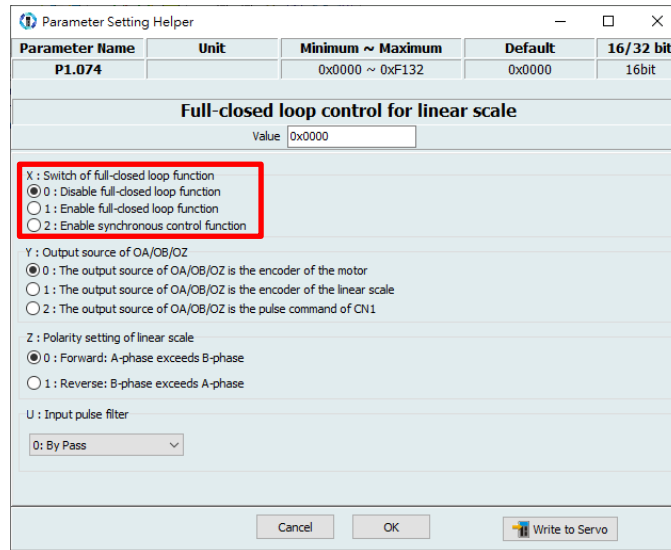 Parameter Setting Helper
Parameter Name Unit Minimum ~ Maximum Default 16/32 bit
P1.074 0x0000 ~ 0xF132 0x0000 16bit
Full-closed loop control for linear scale
Value 0x0000
X : Switch of full-closed loop function
0 : Disable full-closed loop function
1 : Enable full-closed loop function
2 : Enable synchronous control function
Y : Output source of OA/OB/OZ
0 : The output source of OA/OB/OZ is the encoder of the motor
1 : The output source of OA/OB/OZ is the encoder of the linear scale
2 : The output source of OA/OB/OZ is the pulse command of CN1
Z : Polarity setting of linear scale
0 : Forward: A-phase exceeds B-phase
1 : Reverse: B-phase exceeds A-phase
U : Input pulse filter
0: By Pass
Cancel OK Write to Servo